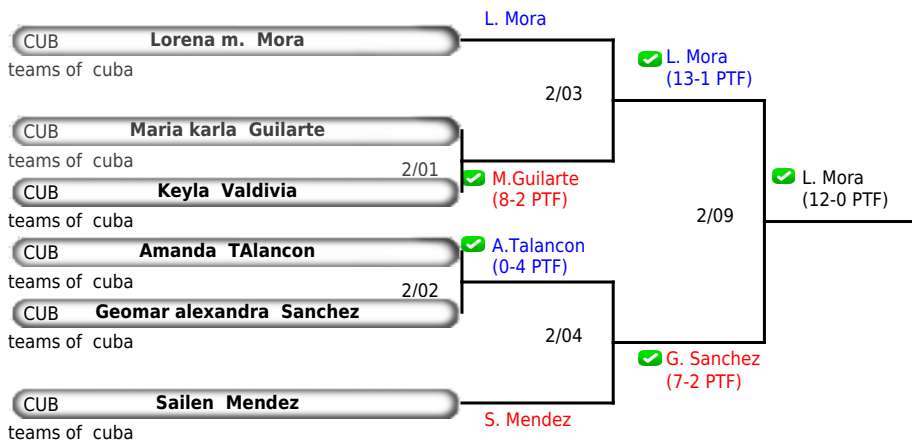 L. Mora
CUB Lorena m. Mora
teams of cuba
L. Mora
(13-1 PTF)
2/03
CUB Maria karla Guilarte
teams of cuba
2/01
M.Guilarte
(8-2 PTF)
CUB Keyla Valdivia
teams of cuba
L. Mora
(12-0 PTF)
2/09
CUB Amanda TAlancon
teams of cuba
A.Talancon
(0-4 PTF)
2/02
CUB Geomar alexandra Sanchez
teams of cuba
2/04
G. Sanchez
(7-2 PTF)
CUB Sailen Mendez
teams of cuba
S. Mendez